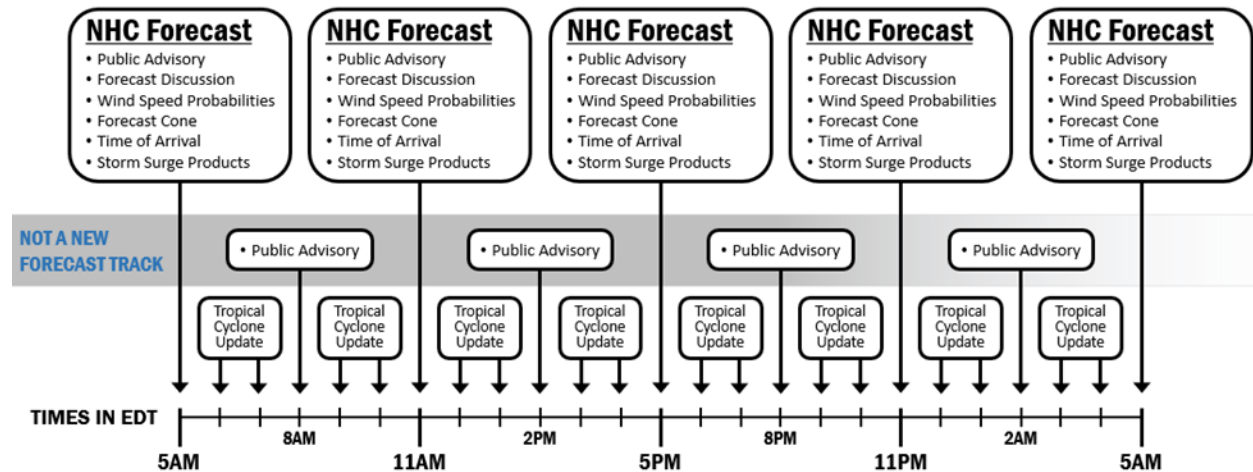 NHC Forecast
• Public Advisory
• Forecast Discussion
• Wind Speed Probabilities
• Forecast Cone
• Time of Arrival
• Storm Surge Products
NHC Forecast
• Public Advisory
• Forecast Discussion
• Wind Speed Probabilities
• Forecast Cone
• Time of Arrival
• Storm Surge Products
NHC Forecast
• Public Advisory
• Forecast Discussion
• Wind Speed Probabilities
• Forecast Cone
• Time of Arrival
• Storm Surge Products
NHC Forecast
• Public Advisory
• Forecast Discussion
• Wind Speed Probabilities
• Forecast Cone
• Time of Arrival
• Storm Surge Products
NHC Forecast
• Public Advisory
• Forecast Discussion
• Wind Speed Probabilities
• Forecast Cone
• Time of Arrival
• Storm Surge Products
NOT A NEW
FORECAST TRACK
• Public Advisory
• Public Advisory
• Public Advisory
• Public Advisory
Tropical
Cyclone
Update
Tropical
Cyclone
Update
Tropical
Cyclone
Update
Tropical
Cyclone
Update
Tropical
Cyclone
Update
Tropical
Cyclone
Update
Tropical
Cyclone
Update
Tropical
Cyclone
Update
TIMES IN EDT
5AM
8AM
11AM
2PM
5PM
8PM
11PM
2AM
5AM